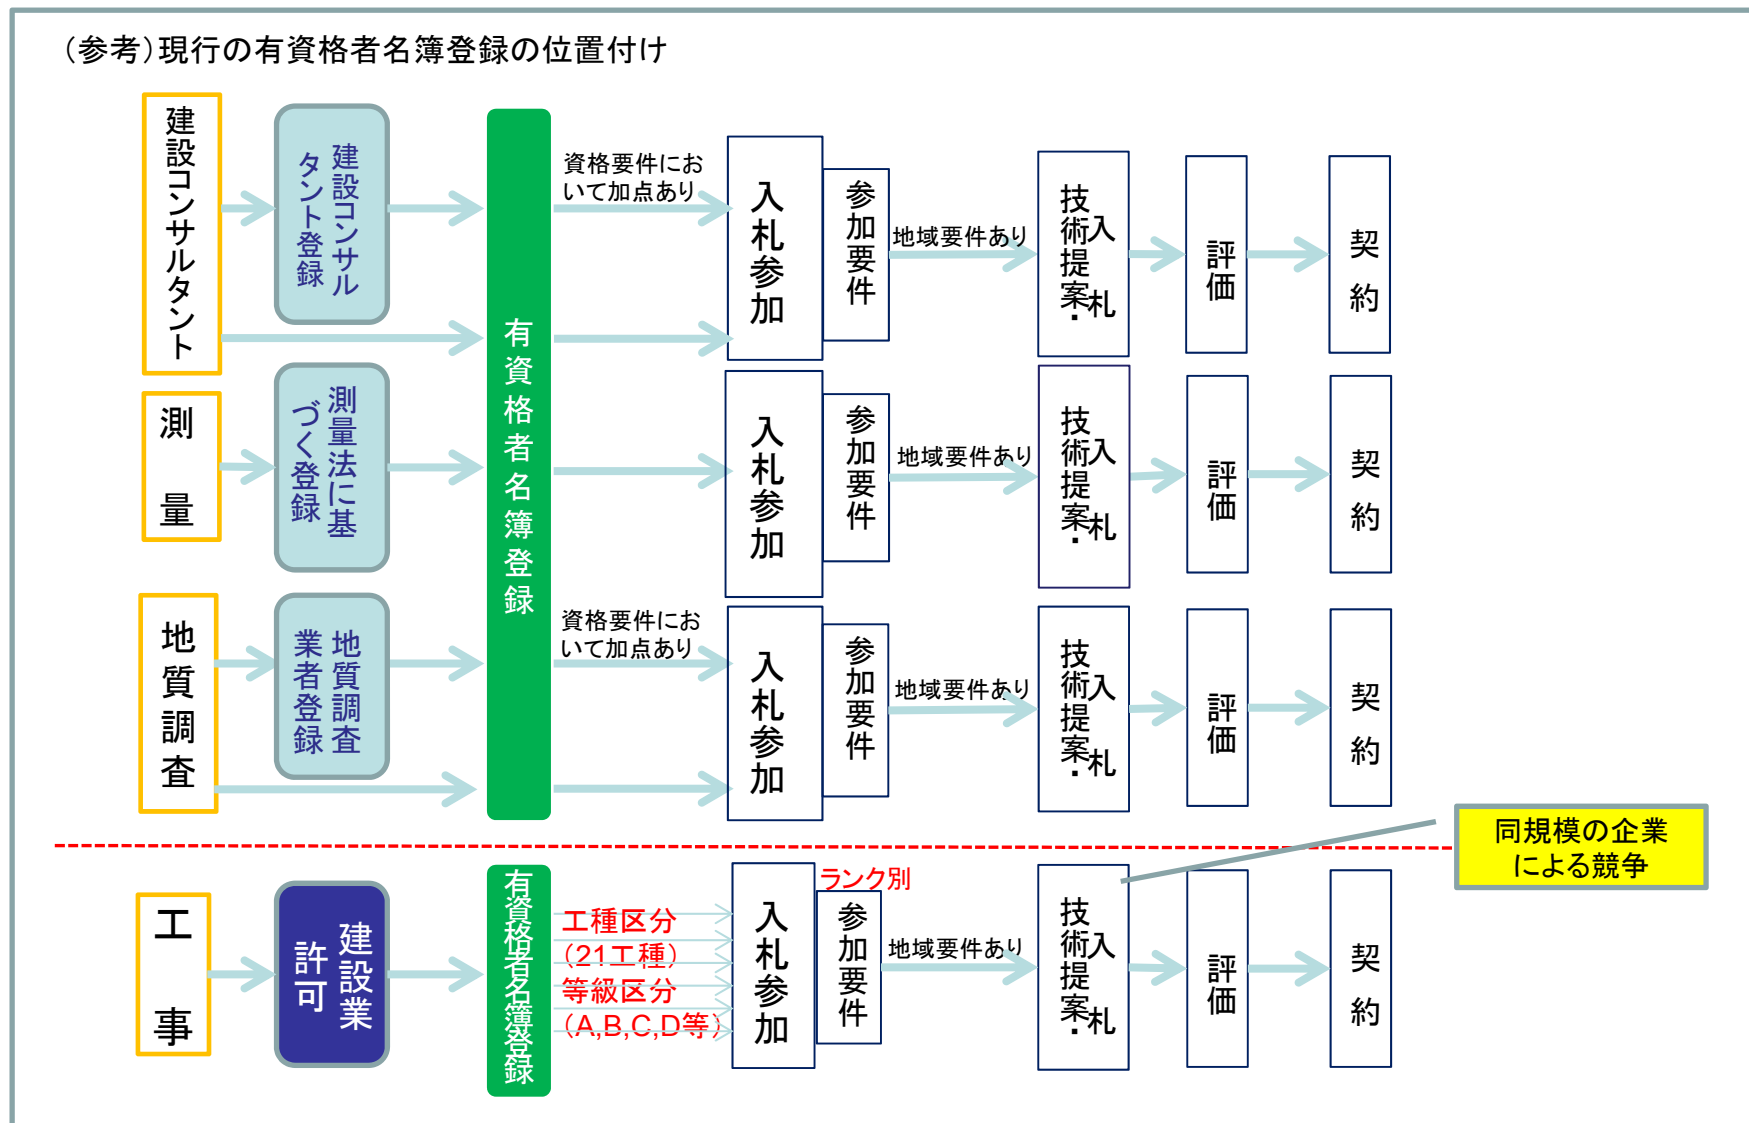 （参考）現行の有資格者名簿登録の位置付け
建設コンサルタント
建設コンサル
タント登録
有資格者名簿登録
資格要件にお
いて加点あり
入札参加
参加要件
地域要件あり
技術提案・
入札
評価
契約
測量
測量法に基
づく登録
入札参加
参加要件
地域要件あり
技術提案・
入札
評価
契約
地質調査
地質調査
業者登録
資格要件にお
いて加点あり
入札参加
参加要件
地域要件あり
技術提案・
入札
評価
契約
同規模の企業
による競争
工事
建設業
許可
有資格者名簿登録
工種区分
（21工種）
等級区分
（A,B,C,D等）
入札参加
ランク別
参加要件
地域要件あり
技術提案・
入札
評価
契約